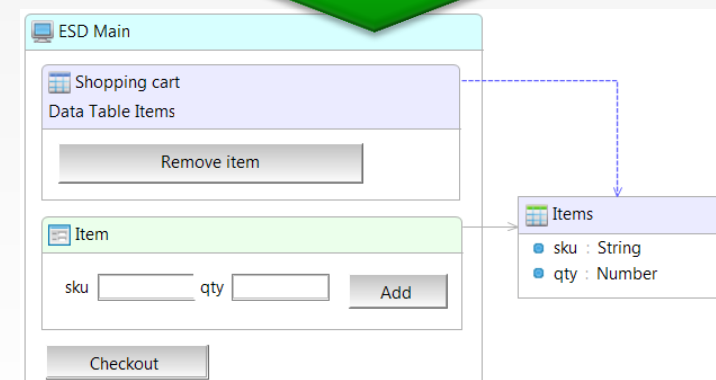 ESD Main
Shopping cart
Data Table Items
Remove item
Item
sku qty Add
Checkout
Items
sku : String
qty : Number